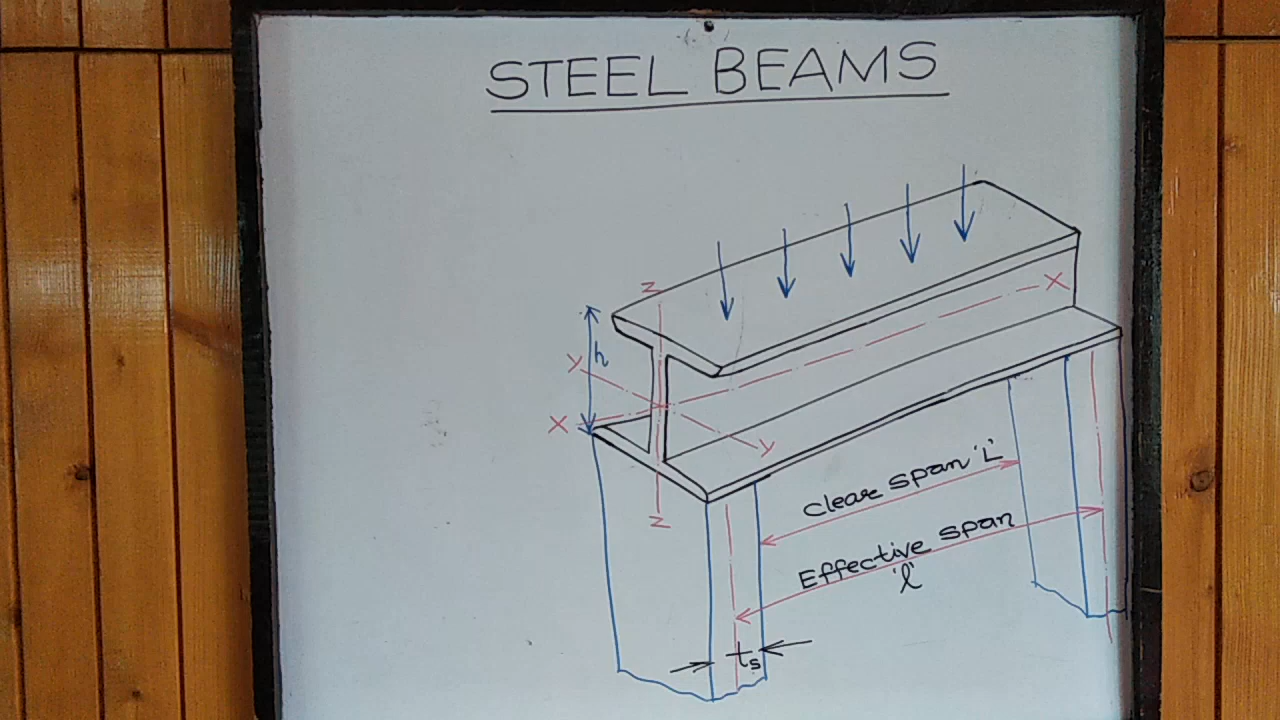 STEEL BEAMS
z
h
y
x
x
y
z
clear span 'L'
Effective span
'l'
ts